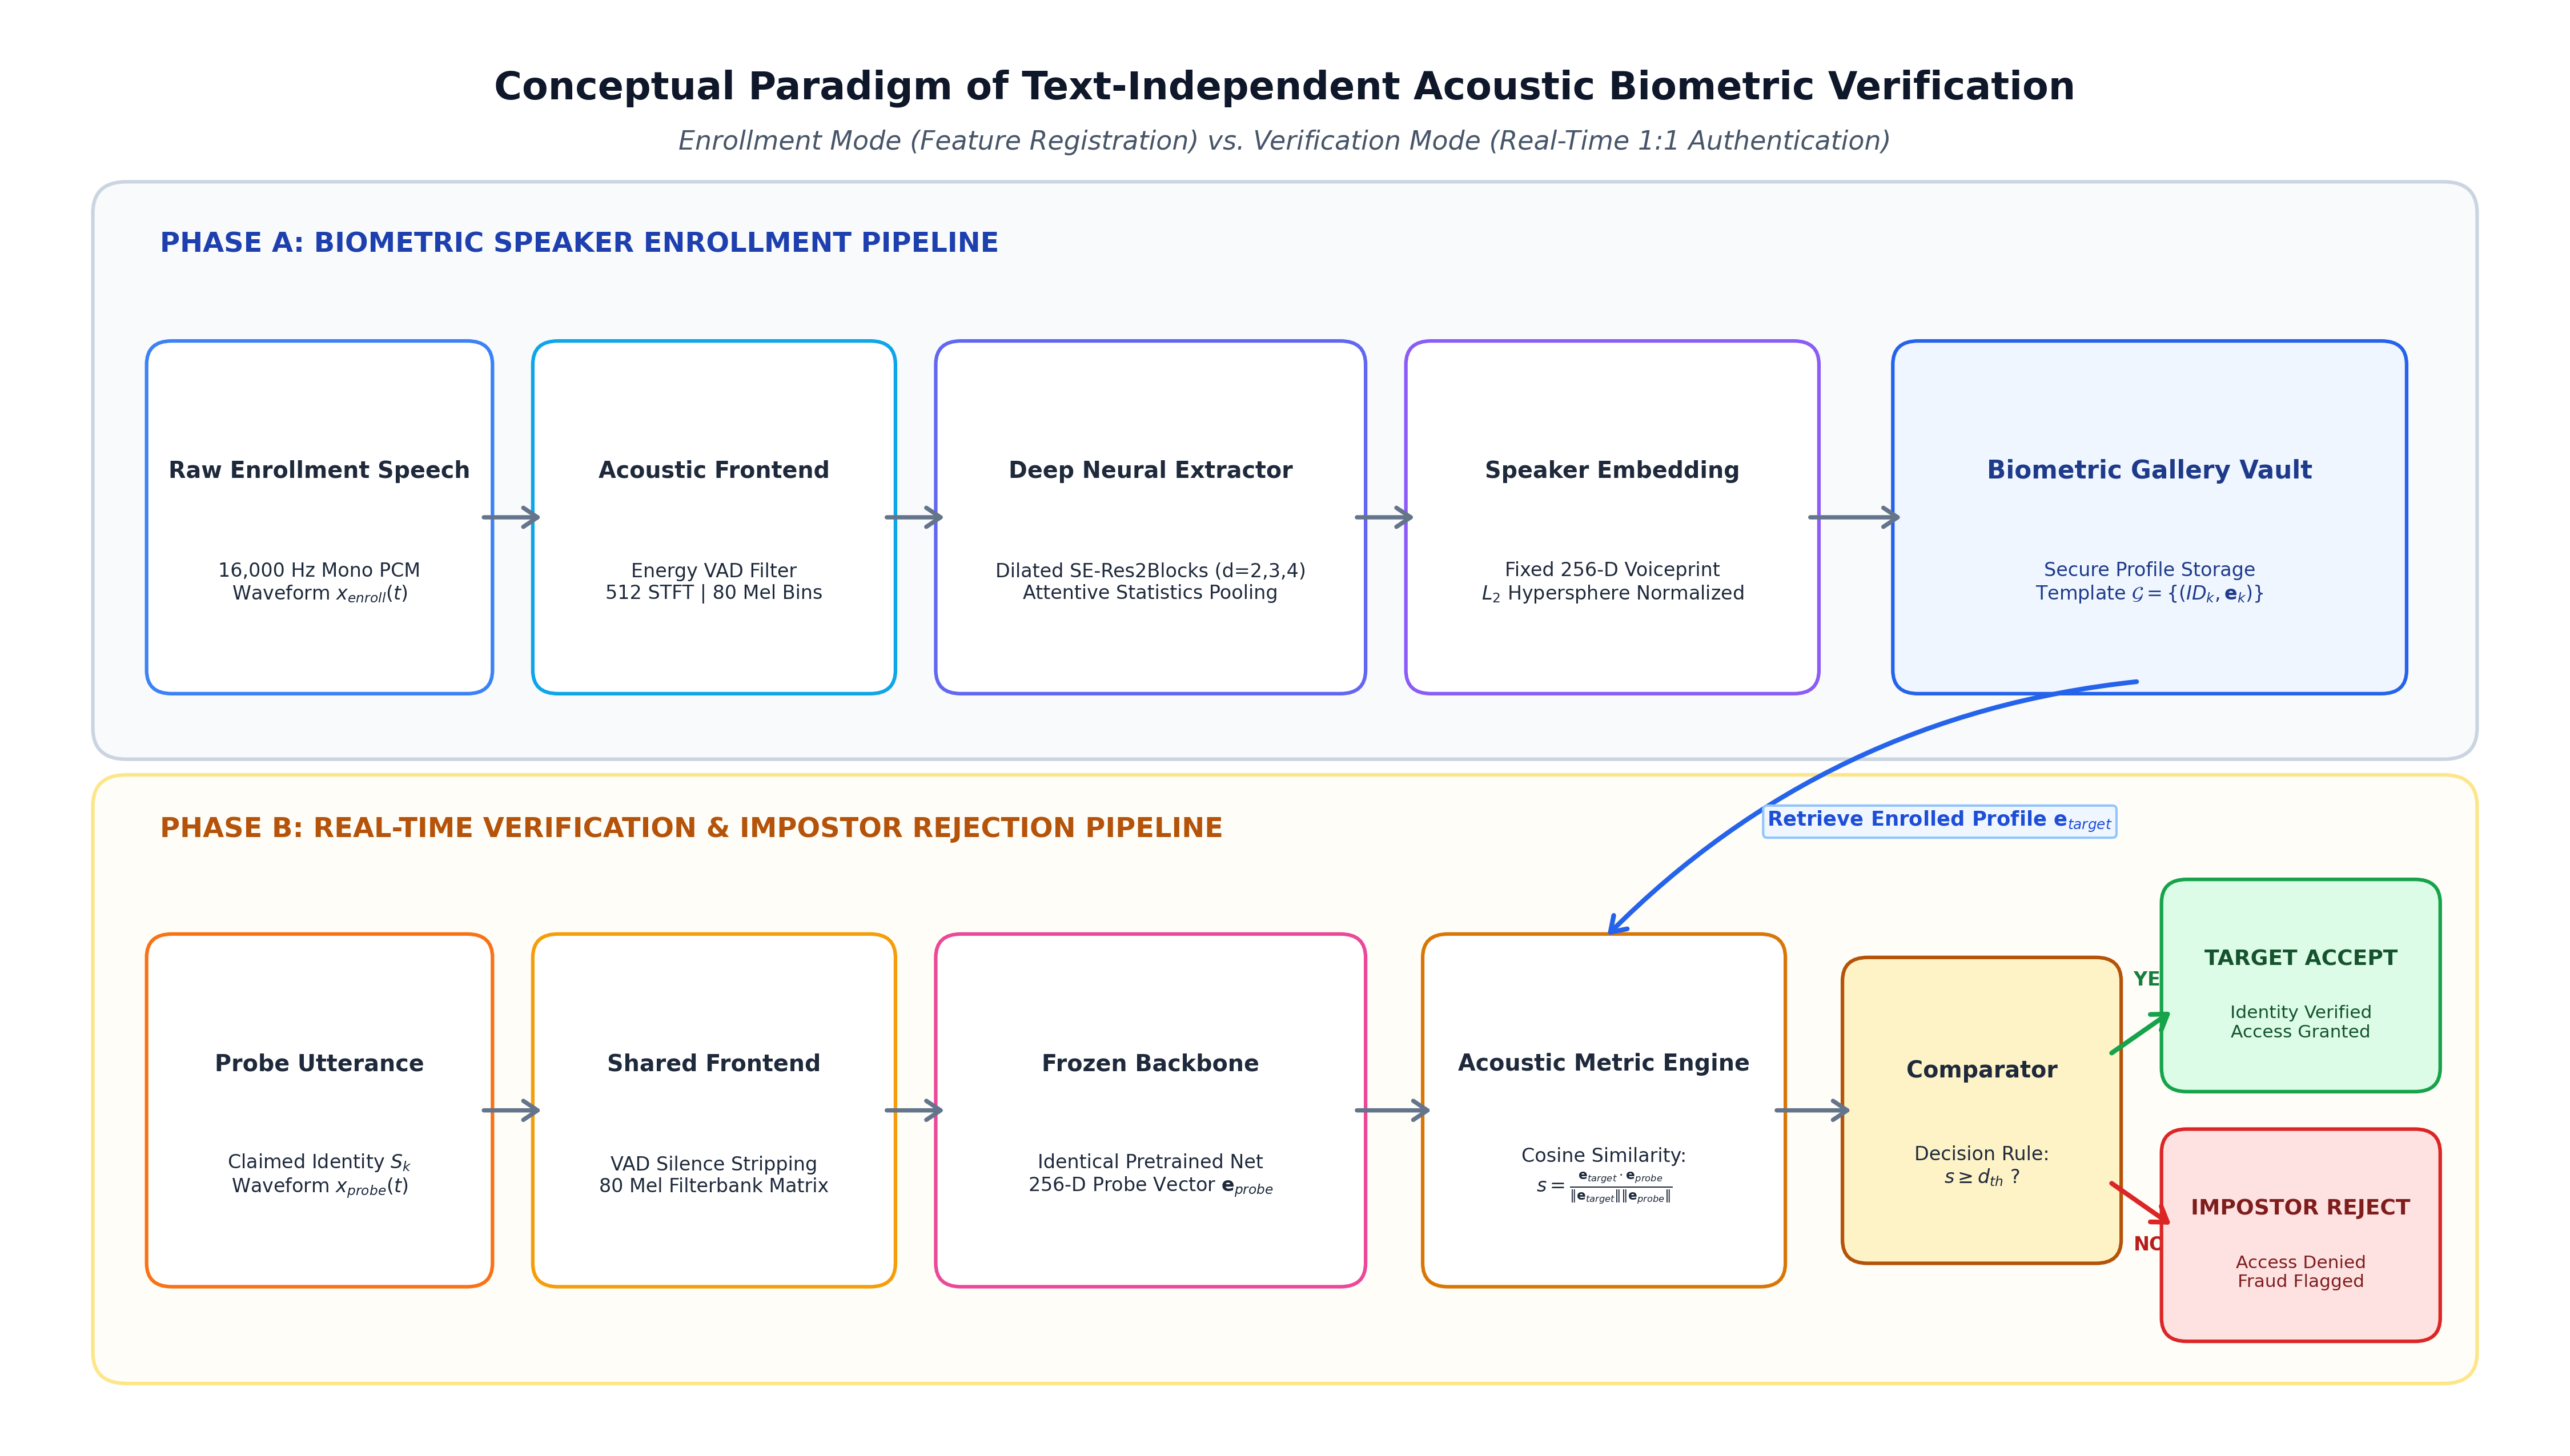 Conceptual Paradigm of Text-Independent Acoustic Biometric Verification
Enrollment Mode (Feature Registration) vs. Verification Mode (Real-Time 1:1 Authentication)
PHASE A: BIOMETRIC SPEAKER ENROLLMENT PIPELINE
Raw Enrollment Speech
16,000 Hz Mono PCM
Waveform x_enroll(t)
Acoustic Frontend
Energy VAD Filter
512 STFT | 80 Mel Bins
Deep Neural Extractor
Dilated SE-Res2Blocks (d=2,3,4)
Attentive Statistics Pooling
Speaker Embedding
Fixed 256-D Voiceprint
L₂ Hypersphere Normalized
Biometric Gallery Vault
Secure Profile Storage
Template 𝒢 = {(ID_k, e_k)}
Retrieve Enrolled Profile e_target
PHASE B: REAL-TIME VERIFICATION & IMPOSTOR REJECTION PIPELINE
Probe Utterance
Claimed Identity S_k
Waveform x_probe(t)
Shared Frontend
VAD Silence Stripping
80 Mel Filterbank Matrix
Frozen Backbone
Identical Pretrained Net
256-D Probe Vector e_probe
Acoustic Metric Engine
Cosine Similarity:
s = e_target · e_probe / ‖e_target‖‖e_probe‖
Comparator
Decision Rule:
s ≥ d_th ?
YE
TARGET ACCEPT
Identity Verified
Access Granted
NO
IMPOSTOR REJECT
Access Denied
Fraud Flagged